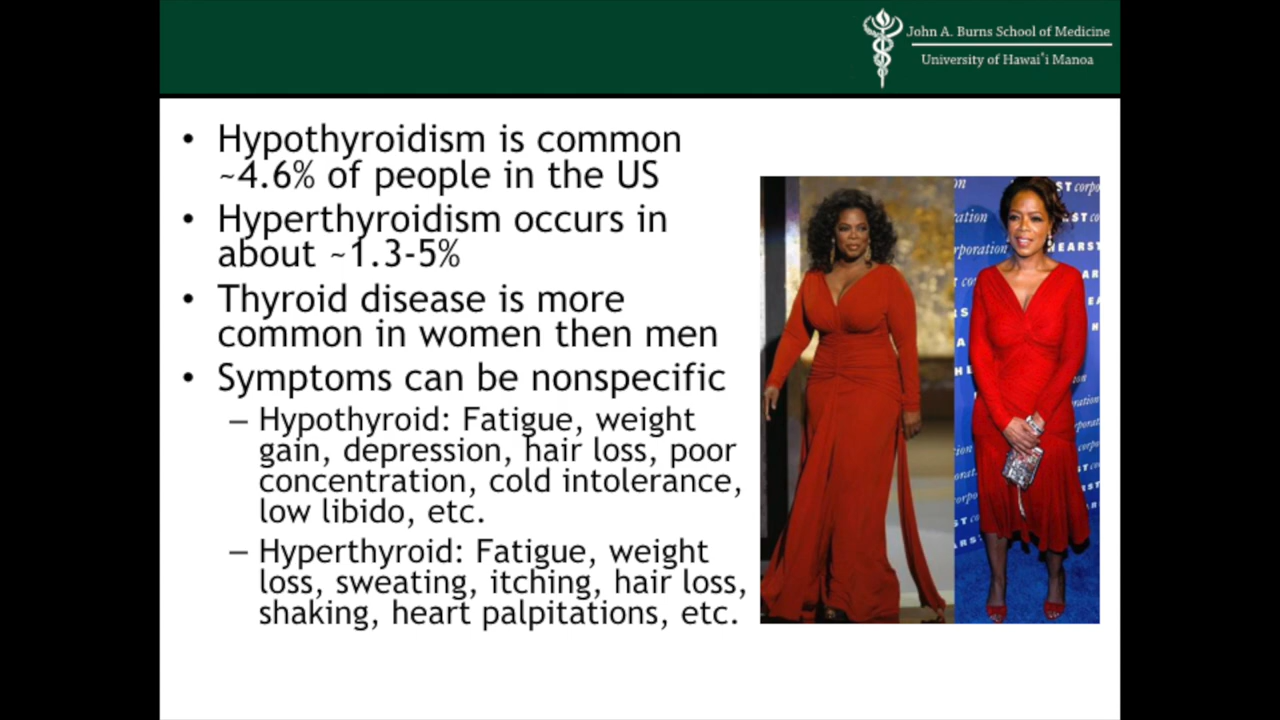 John A. Burns School of Medicine
University of Hawai'i Manoa
• Hypothyroidism is common
~4.6% of people in the US
• Hyperthyroidism occurs in
about ~1.3-5%
• Thyroid disease is more
common in women then men
• Symptoms can be nonspecific
– Hypothyroid: Fatigue, weight
gain, depression, hair loss, poor
concentration, cold intolerance,
low libido, etc.
– Hyperthyroid: Fatigue, weight
loss, sweating, itching, hair loss,
shaking, heart palpitations, etc.
HEARST